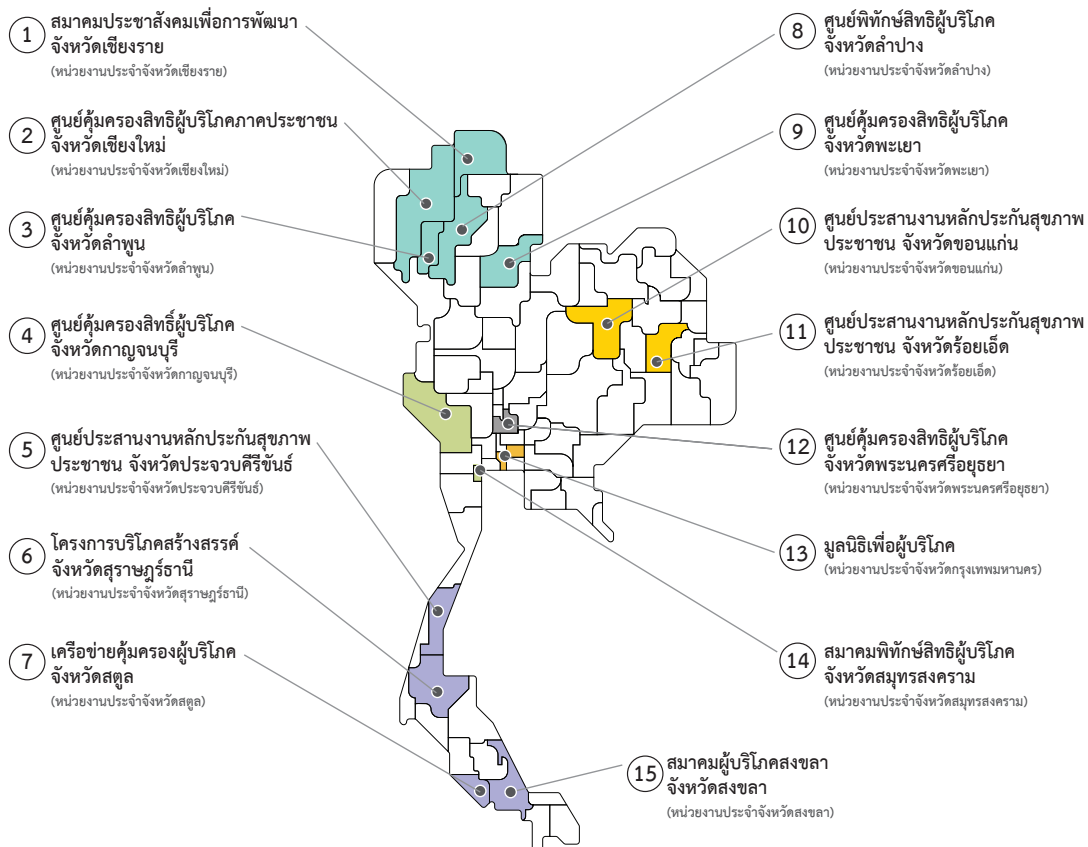 1
สมาคมประชาสังคมเพื่อการพัฒนา
จังหวัดเชียงราย
(หน่วยงานประจำจังหวัดเชียงราย)
2
ศูนย์คุ้มครองสิทธิผู้บริโภคภาคประชาชน
จังหวัดเชียงใหม่
(หน่วยงานประจำจังหวัดเชียงใหม่)
3
ศูนย์คุ้มครองสิทธิผู้บริโภค
จังหวัดลำพูน
(หน่วยงานประจำจังหวัดลำพูน)
4
ศูนย์คุ้มครองสิทธิ์ผู้บริโภค
จังหวัดกาญจนบุรี
(หน่วยงานประจำจังหวัดกาญจนบุรี)
5
ศูนย์ประสานงานหลักประกันสุขภาพ
ประชาชน จังหวัดประจวบคีรีขันธ์
(หน่วยงานประจำจังหวัดประจวบคีรีขันธ์)
6
โครงการบริโภคสร้างสรรค์
จังหวัดสุราษฎร์ธานี
(หน่วยงานประจำจังหวัดสุราษฎร์ธานี)
7
เครือข่ายคุ้มครองผู้บริโภค
จังหวัดสตูล
(หน่วยงานประจำจังหวัดสตูล)
8
ศูนย์พิทักษ์สิทธิผู้บริโภค
จังหวัดลำปาง
(หน่วยงานประจำจังหวัดลำปาง)
9
ศูนย์คุ้มครองสิทธิผู้บริโภค
จังหวัดพะเยา
(หน่วยงานประจำจังหวัดพะเยา)
10
ศูนย์ประสานงานหลักประกันสุขภาพ
ประชาชน จังหวัดขอนแก่น
(หน่วยงานประจำจังหวัดขอนแก่น)
11
ศูนย์ประสานงานหลักประกันสุขภาพ
ประชาชน จังหวัดร้อยเอ็ด
(หน่วยงานประจำจังหวัดร้อยเอ็ด)
12
ศูนย์คุ้มครองสิทธิผู้บริโภค
จังหวัดพระนครศรีอยุธยา
(หน่วยงานประจำจังหวัดพระนครศรีอยุธยา)
13
มูลนิธิเพื่อผู้บริโภค
(หน่วยงานประจำจังหวัดกรุงเทพมหานคร)
14
สมาคมพิทักษ์สิทธิผู้บริโภค
จังหวัดสมุทรสงคราม
(หน่วยงานประจำจังหวัดสมุทรสงคราม)
15
สมาคมผู้บริโภคสงขลา
จังหวัดสงขลา
(หน่วยงานประจำจังหวัดสงขลา)